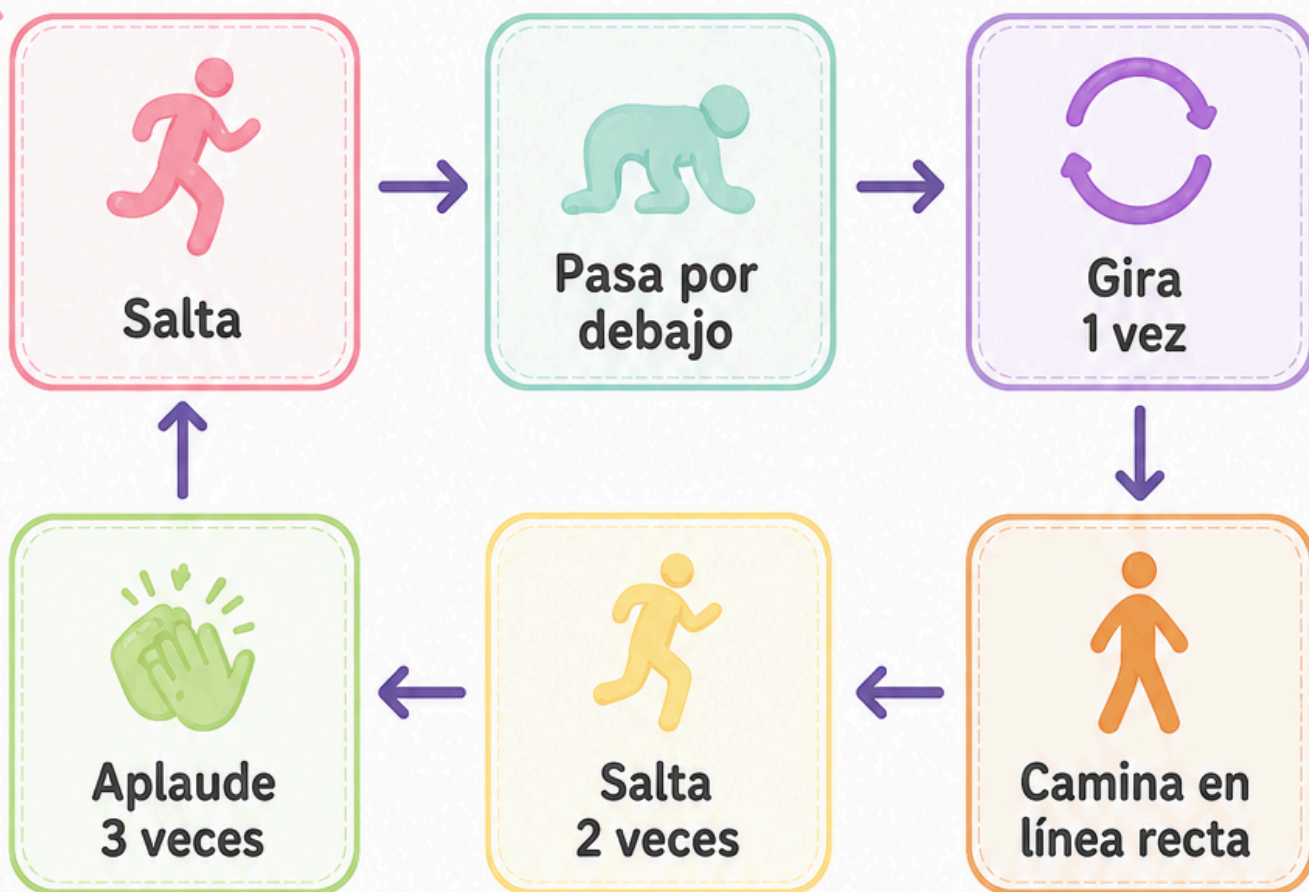 Salta
Pasa por
debajo
Gira
1 vez
Aplaude
3 veces
Salta
2 veces
Camina en
línea recta